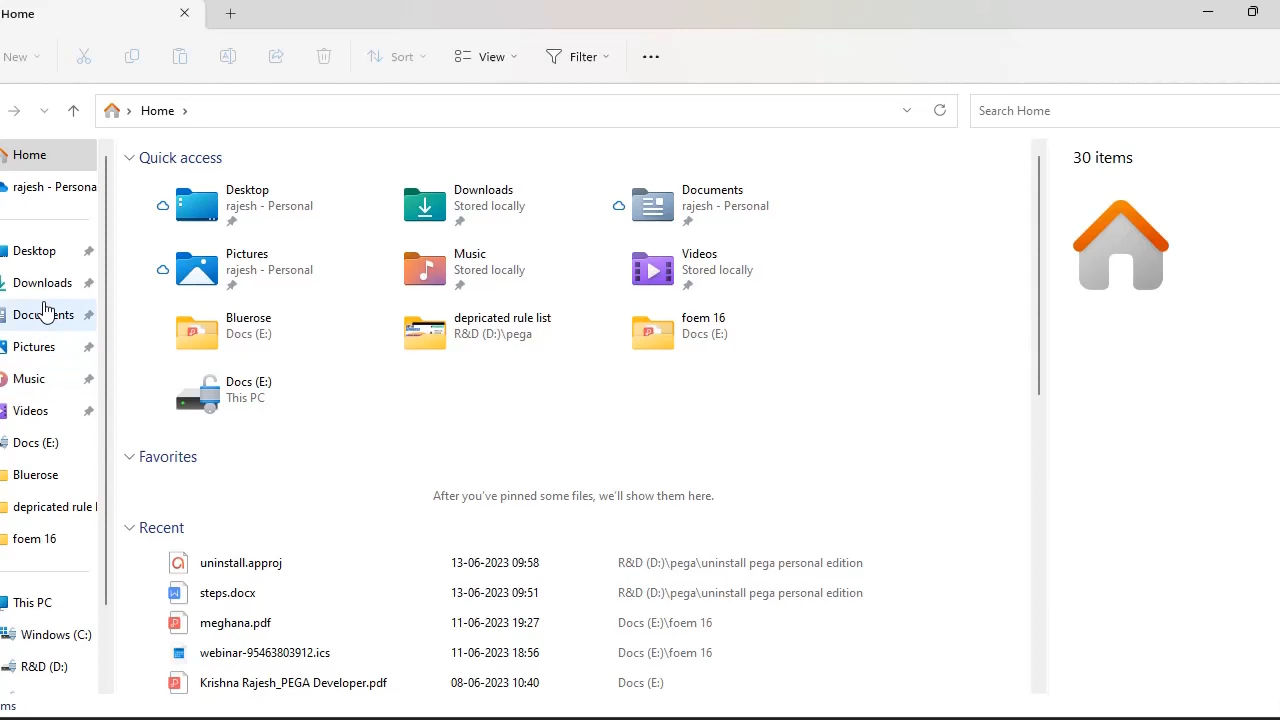 Home
New
Sort
View
Filter
Home
Search Home
Home
rajesh - Persona
Desktop
Downloads
Documents
Pictures
Music
Videos
Docs (E:)
Bluerose
depricated rule l
foem 16
This PC
Windows (C:)
R&D (D:)
ms
Quick access
Desktop
rajesh - Personal
Downloads
Stored locally
Documents
rajesh - Personal
Pictures
rajesh - Personal
Music
Stored locally
Videos
Stored locally
Bluerose
Docs (E:)
depricated rule list
R&D (D:)\pega
foem 16
Docs (E:)
Docs (E:)
This PC
Favorites
After you've pinned some files, we'll show them here.
Recent
uninstall.approj 13-06-2023 09:58 R&D (D:)\pega\uninstall pega personal edition
steps.docx 13-06-2023 09:51 R&D (D:)\pega\uninstall pega personal edition
meghana.pdf 11-06-2023 19:27 Docs (E:)\foem 16
webinar-95463803912.ics 11-06-2023 18:56 Docs (E:)\foem 16
Krishna Rajesh_PEGA Developer.pdf 08-06-2023 10:40 Docs (E:)
30 items